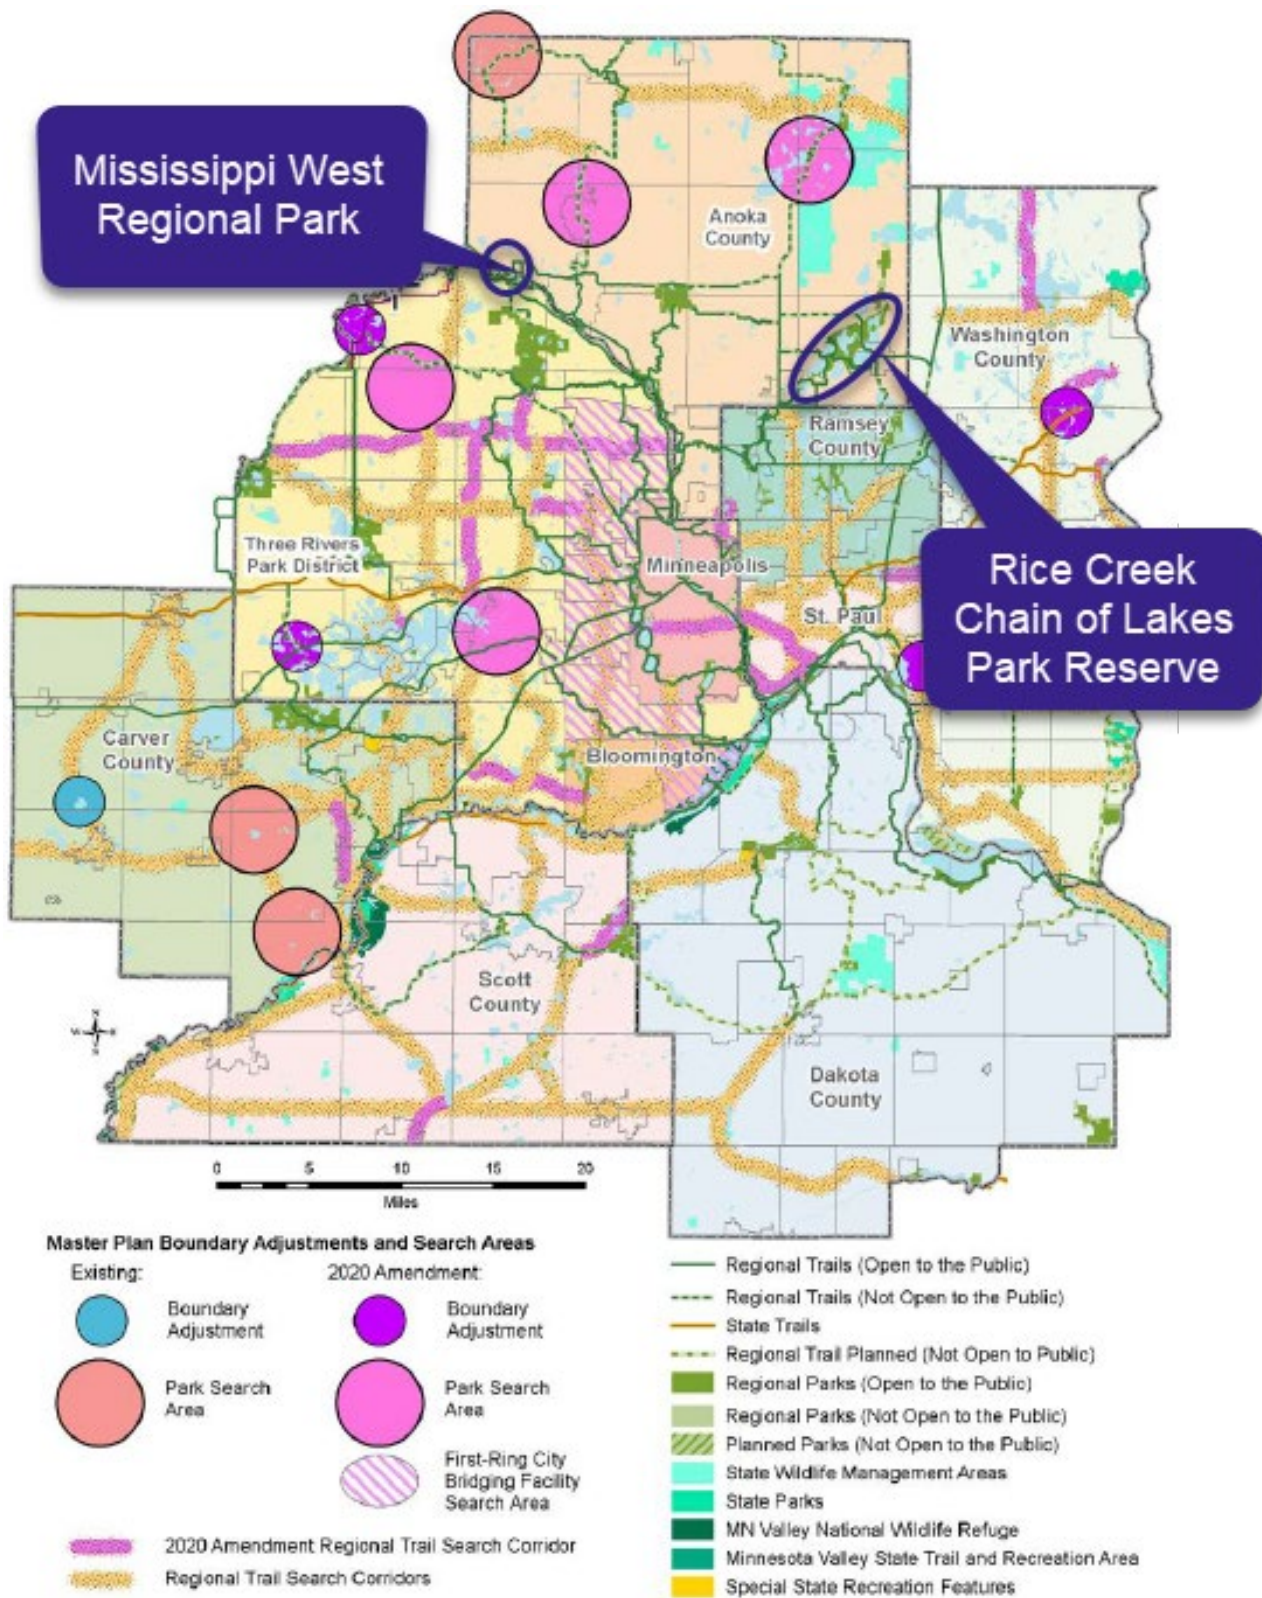 Mississippi West
Regional Park
Anoka
County
Washington
County
Ramsey
County
Three Rivers
Park District
Minneapolis
St. Paul
Rice Creek
Chain of Lakes
Park Reserve
Carver
County
Bloomington
Scott
County
Dakota
County
0 5 10 15 20
Miles
Master Plan Boundary Adjustments and Search Areas
Existing:
Boundary
Adjustment
Park Search
Area
2020 Amendment:
Boundary
Adjustment
Park Search
Area
First-Ring City
Bridging Facility
Search Area
2020 Amendment Regional Trail Search Corridor
Regional Trail Search Corridors
Regional Trails (Open to the Public)
Regional Trails (Not Open to the Public)
State Trails
Regional Trail Planned (Not Open to Public)
Regional Parks (Open to the Public)
Regional Parks (Not Open to the Public)
Planned Parks (Not Open to the Public)
State Wildlife Management Areas
State Parks
MN Valley National Wildlife Refuge
Minnesota Valley State Trail and Recreation Area
Special State Recreation Features